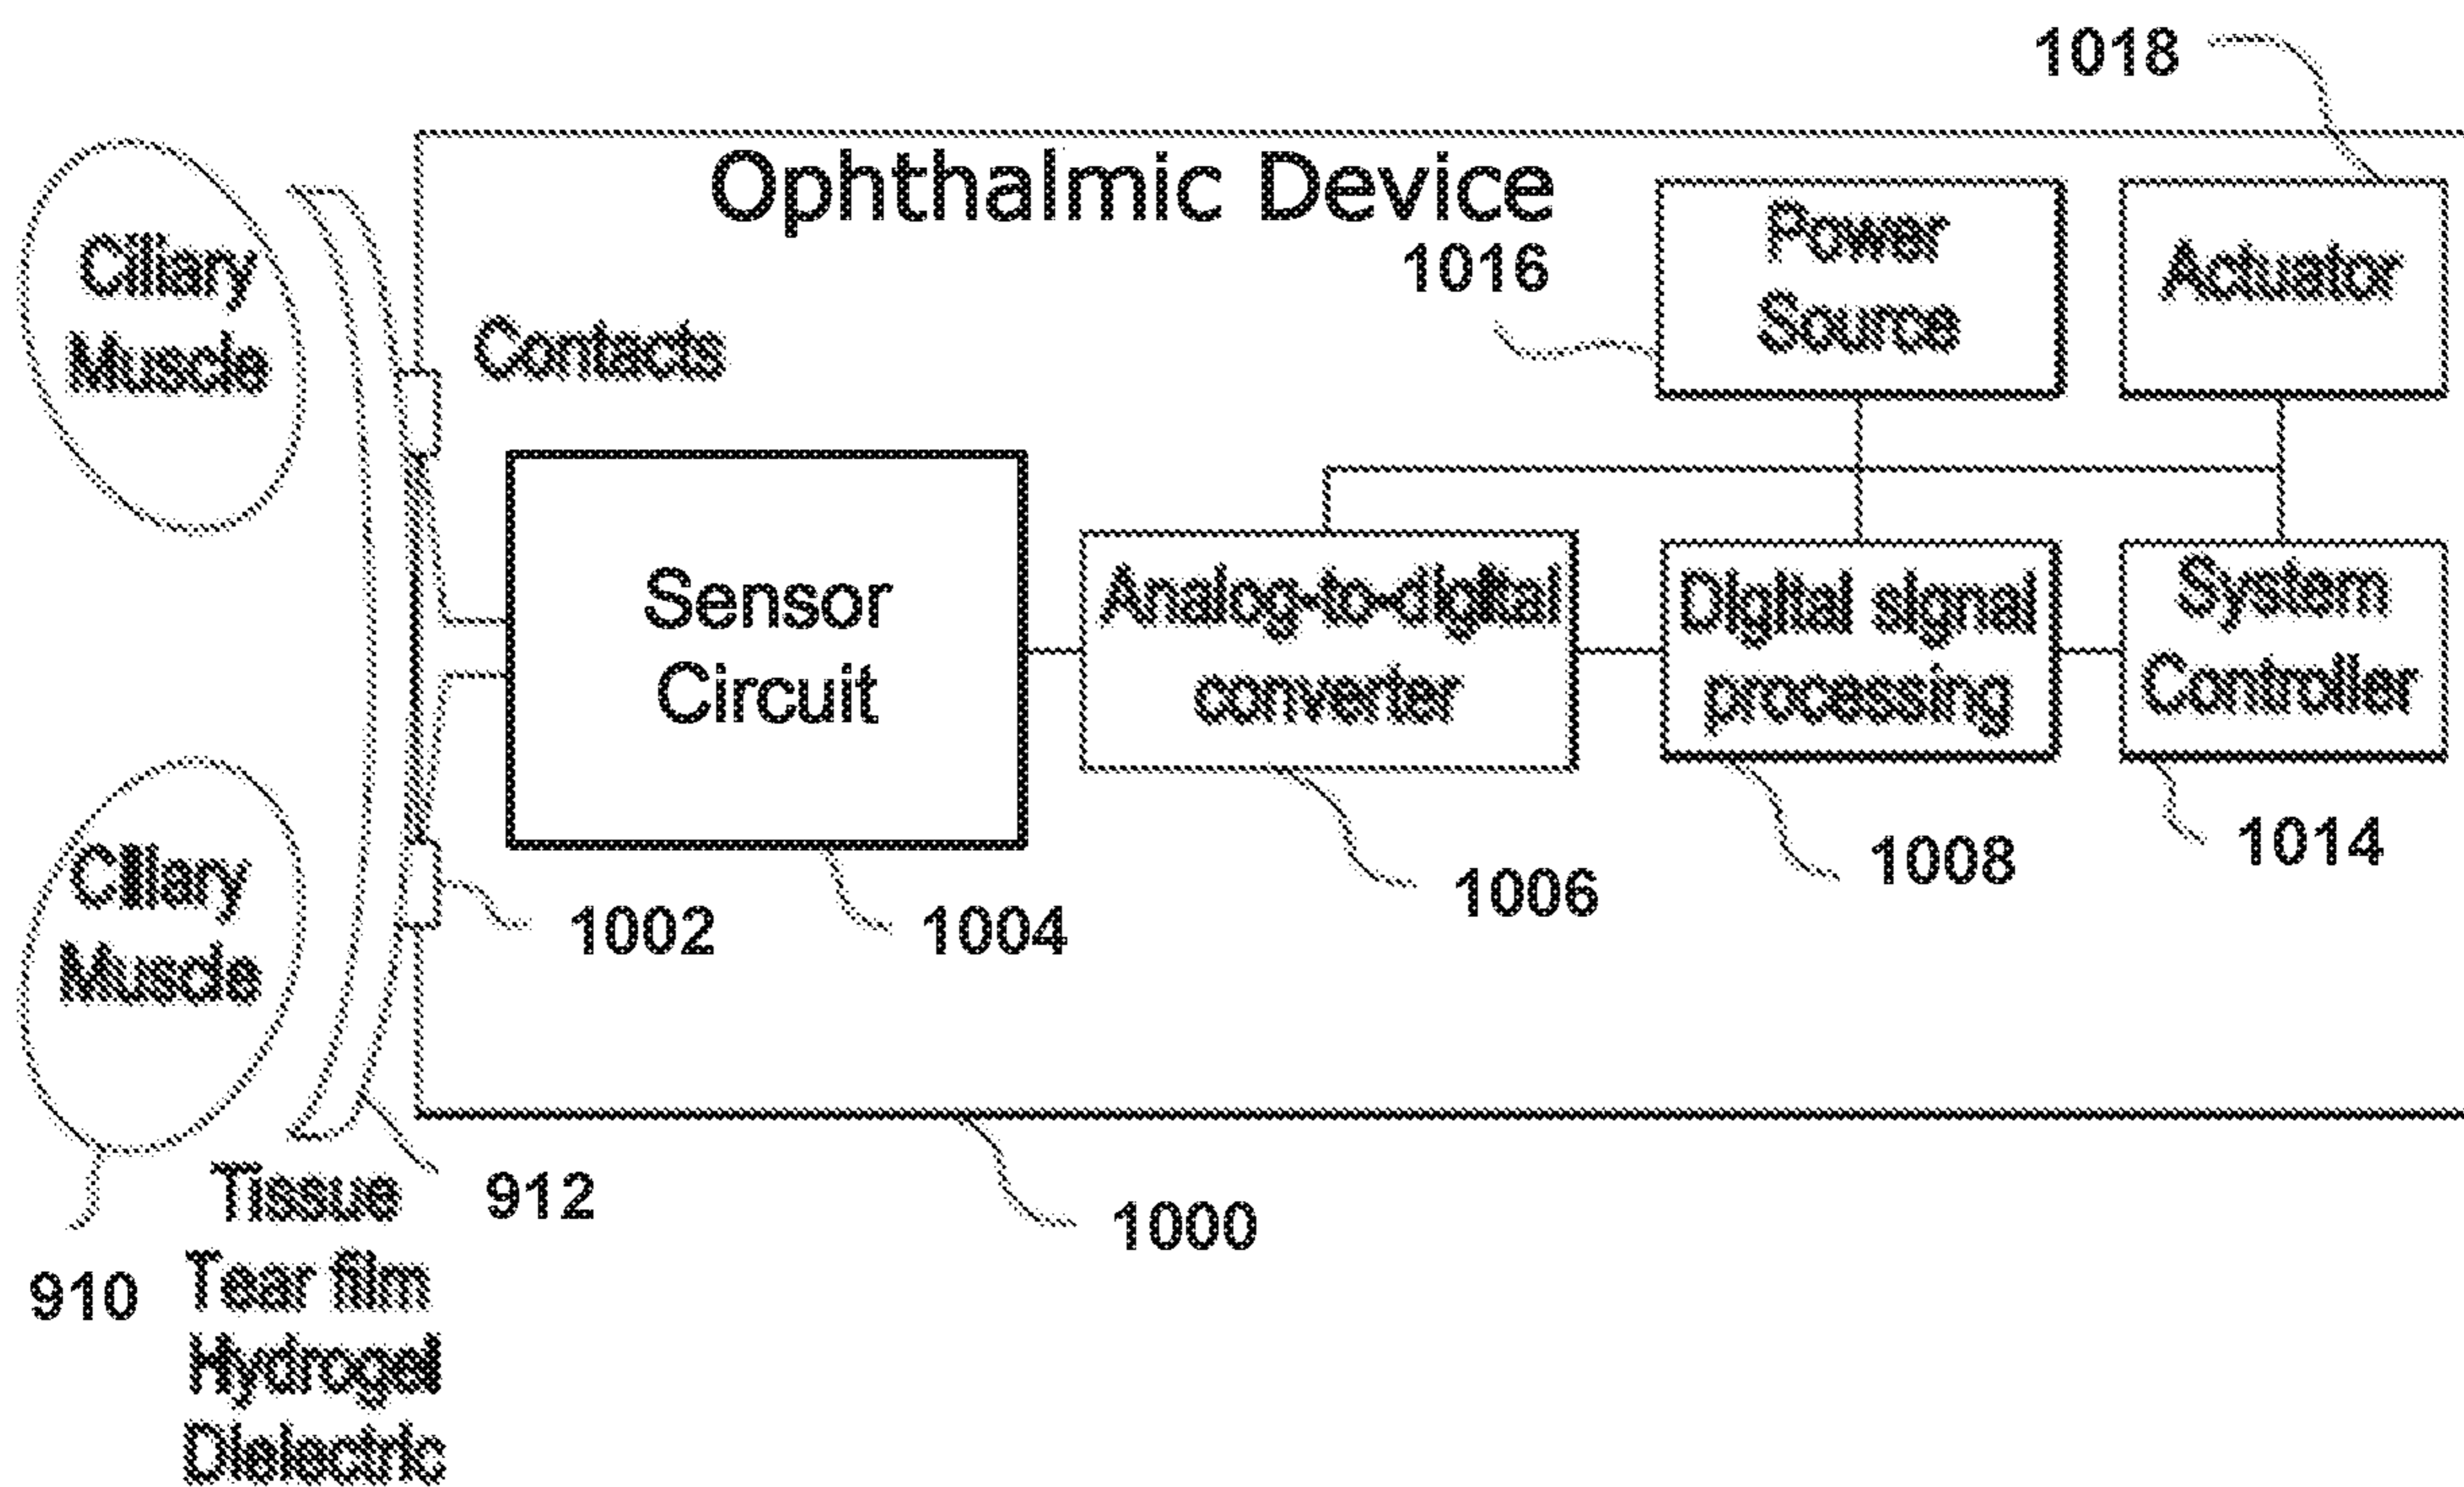 1018
Ophthalmic Device
Ciliary
Muscle
Contacts
1016
Power
Source
Actuator
Sensor
Circuit
Analog-to-digital
converter
Digital signal
processing
System
Controller
Ciliary
Muscle
1002
1004
1006
1008
1014
912
1000
910
Tissue
Tear film
Hydrogel
Dielectric